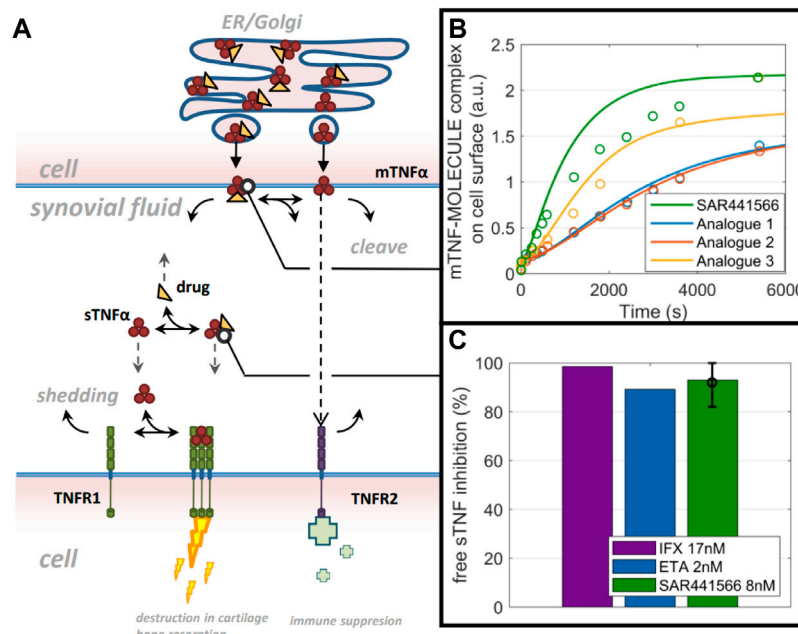 A
ER/Golgi
cell
mTNFα
synovial fluid
cleave
drug
sTNFα
shedding
TNFR1
TNFR2
cell
destruction in cartilage
bone resorption
immune suppresion
B
mTNF-MOLECULE complex
on cell surface (a.u.)
2.5
2
1.5
1
0.5
0
0
2000
4000
6000
Time (s)
SAR441566
Analogue 1
Analogue 2
Analogue 3
C
free sTNF inhibition (%)
100
80
60
40
20
0
IFX 17nM
ETA 2nM
SAR441566 8nM